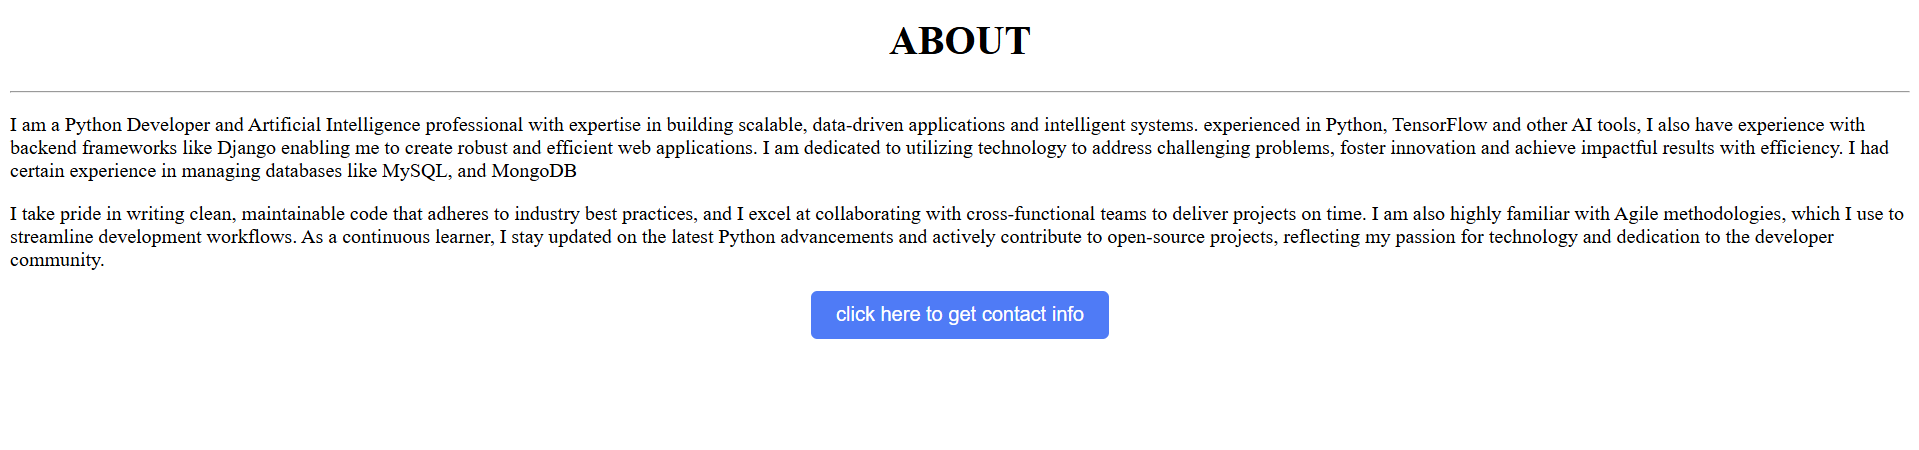 ABOUT
I am a Python Developer and Artificial Intelligence professional with expertise in building scalable, data-driven applications and intelligent systems. experienced in Python, TensorFlow and other AI tools, I also have experience with
backend frameworks like Django enabling me to create robust and efficient web applications. I am dedicated to utilizing technology to address challenging problems, foster innovation and achieve impactful results with efficiency. I had
certain experience in managing databases like MySQL, and MongoDB
I take pride in writing clean, maintainable code that adheres to industry best practices, and I excel at collaborating with cross-functional teams to deliver projects on time. I am also highly familiar with Agile methodologies, which I use to
streamline development workflows. As a continuous learner, I stay updated on the latest Python advancements and actively contribute to open-source projects, reflecting my passion for technology and dedication to the developer
community.
click here to get contact info